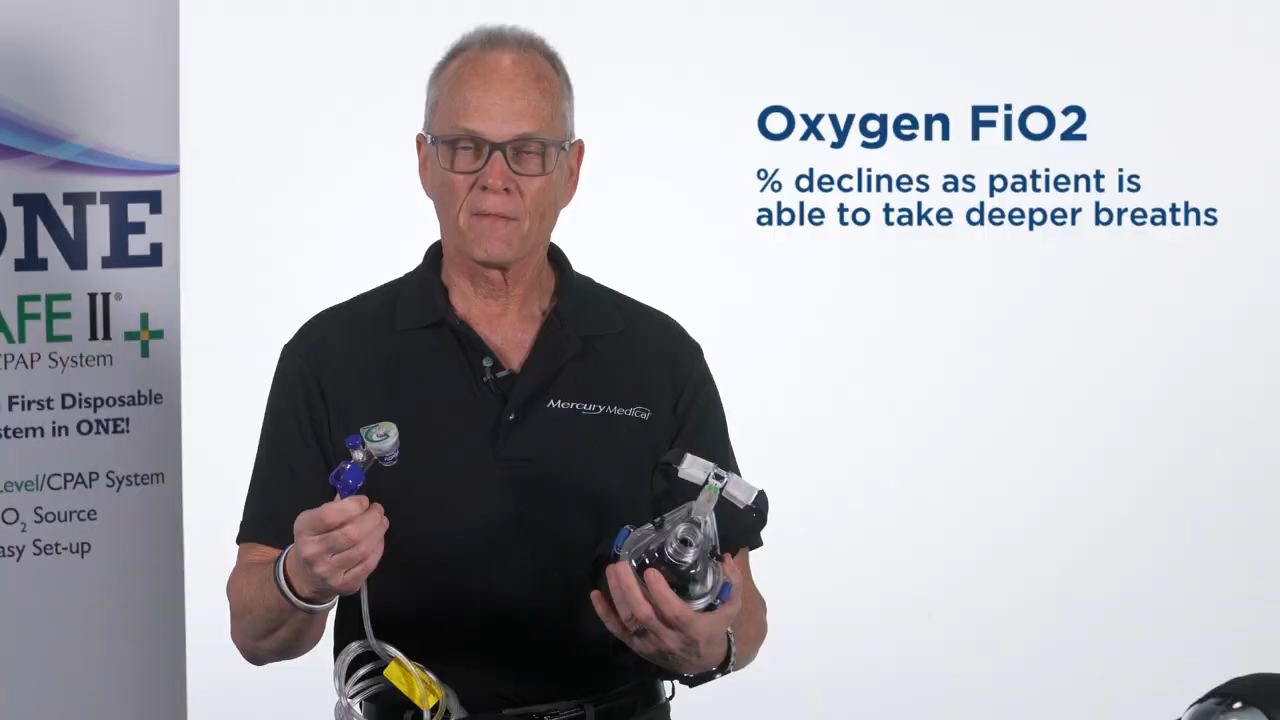 Oxygen FiO2
% declines as patient is
able to take deeper breaths
Mercury Medical
ONE
AFE II®
CPAP System
First Disposable
stem in ONE!
Level/CPAP System
O2 Source
asy Set-up